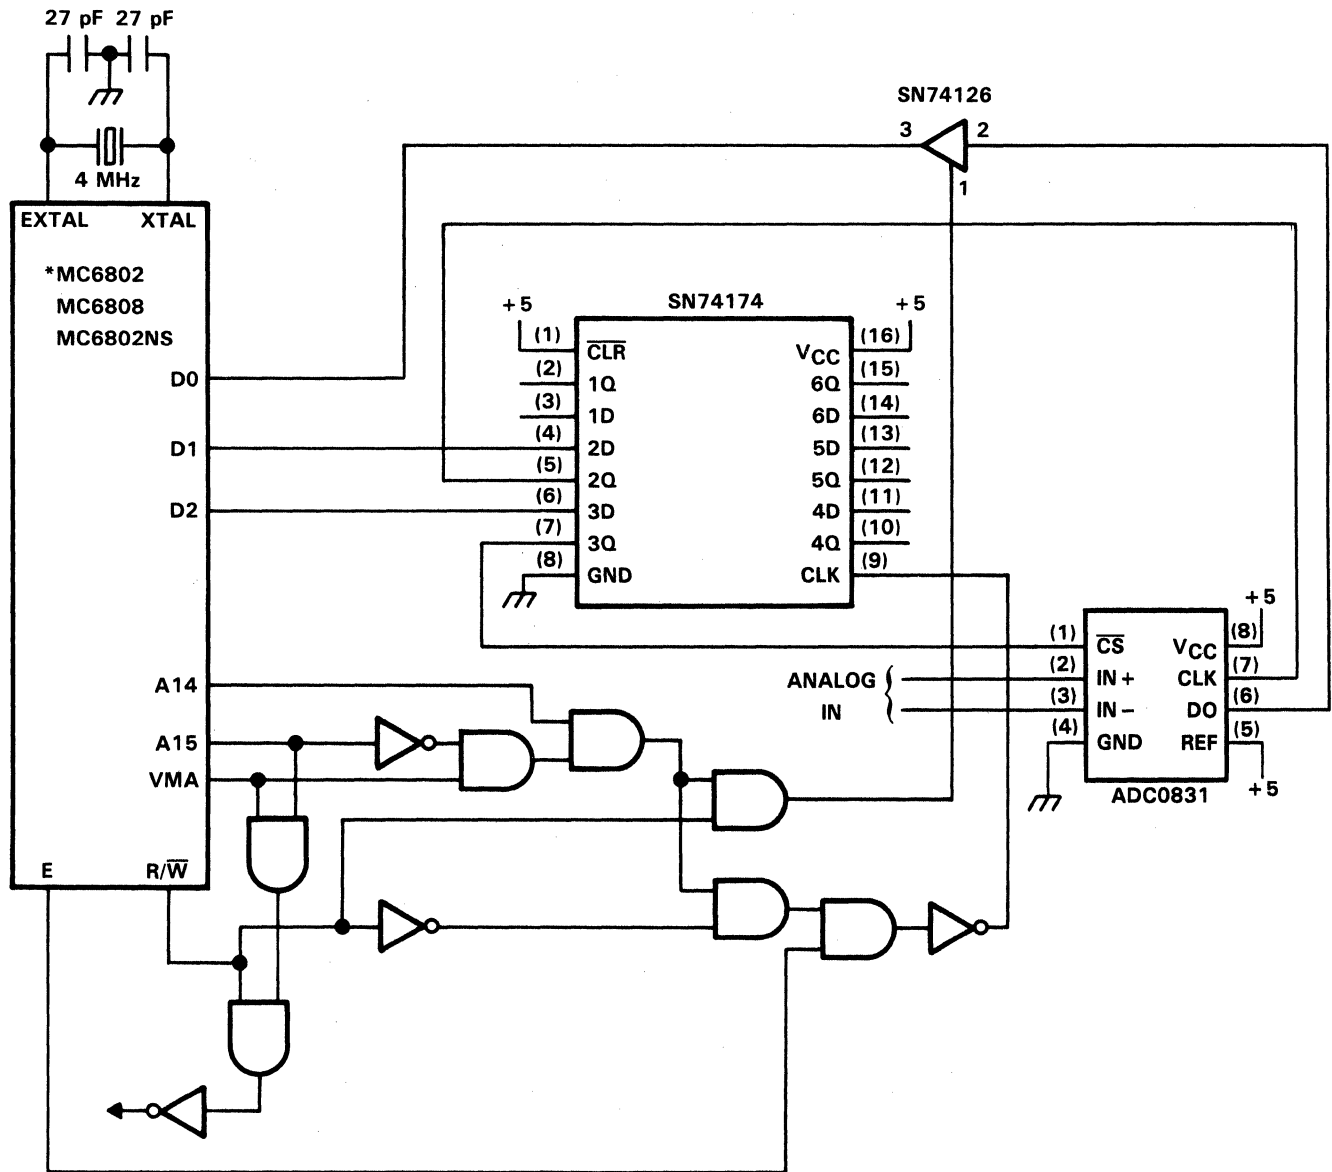 27 pF 27 pF
4 MHz
EXTAL XTAL
*MC6802
MC6808
MC6802NS
D0
D1
D2
A14
A15
VMA
E R/W̅
SN74126
3 2
1
SN74174
+5 +5
(1) C̅L̅R̅ VCC (16)
(2) 1Q 6Q (15)
(3) 1D 6D (14)
(4) 2D 5D (13)
(5) 2Q 5Q (12)
(6) 3D 4D (11)
(7) 3Q 4Q (10)
(8) GND CLK (9)
+5
(1) C̅S̅ VCC (8)
(2) IN+ CLK (7)
(3) IN− DO (6)
(4) GND REF (5)
ANALOG
IN
ADC0831 +5